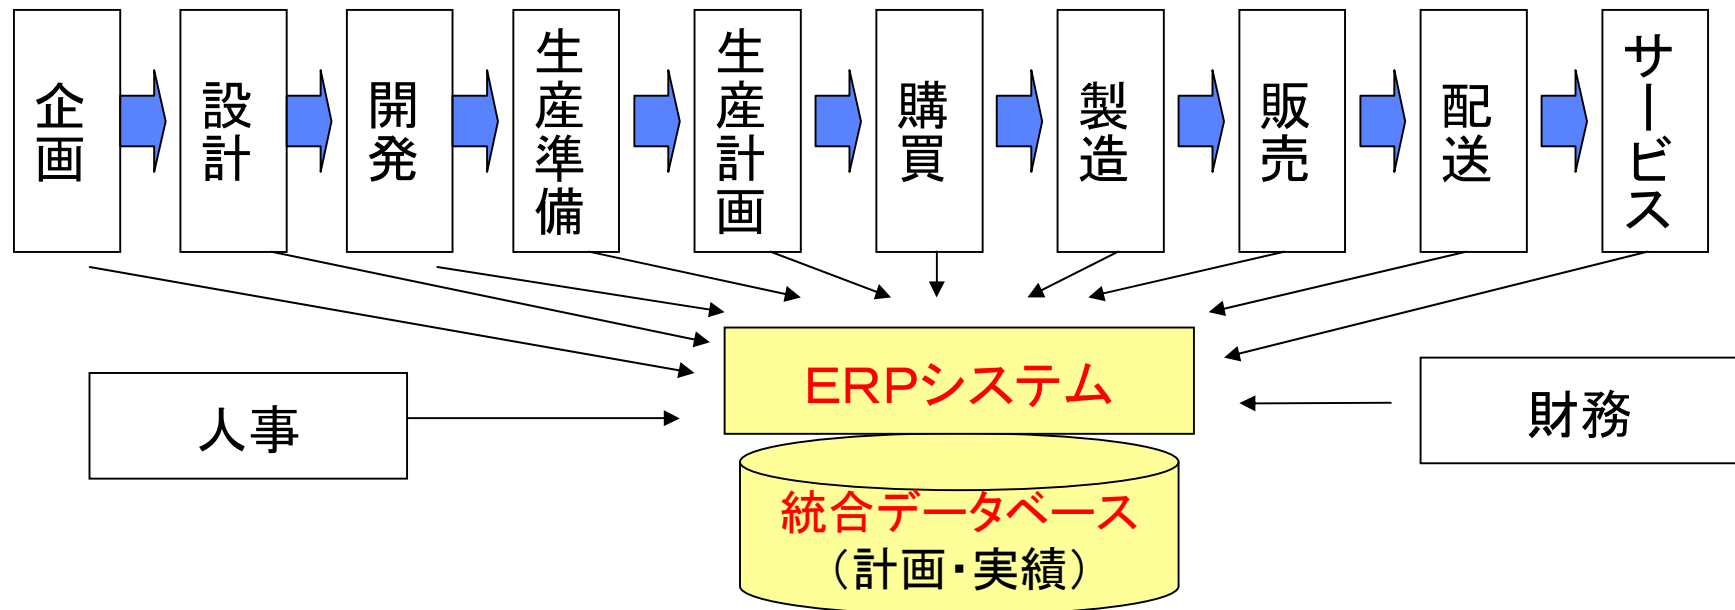 企画
設計
開発
生産準備
生産計画
購買
製造
販売
配送
サービス
ERPシステム
人事
財務
統合データベース
（計画・実績）